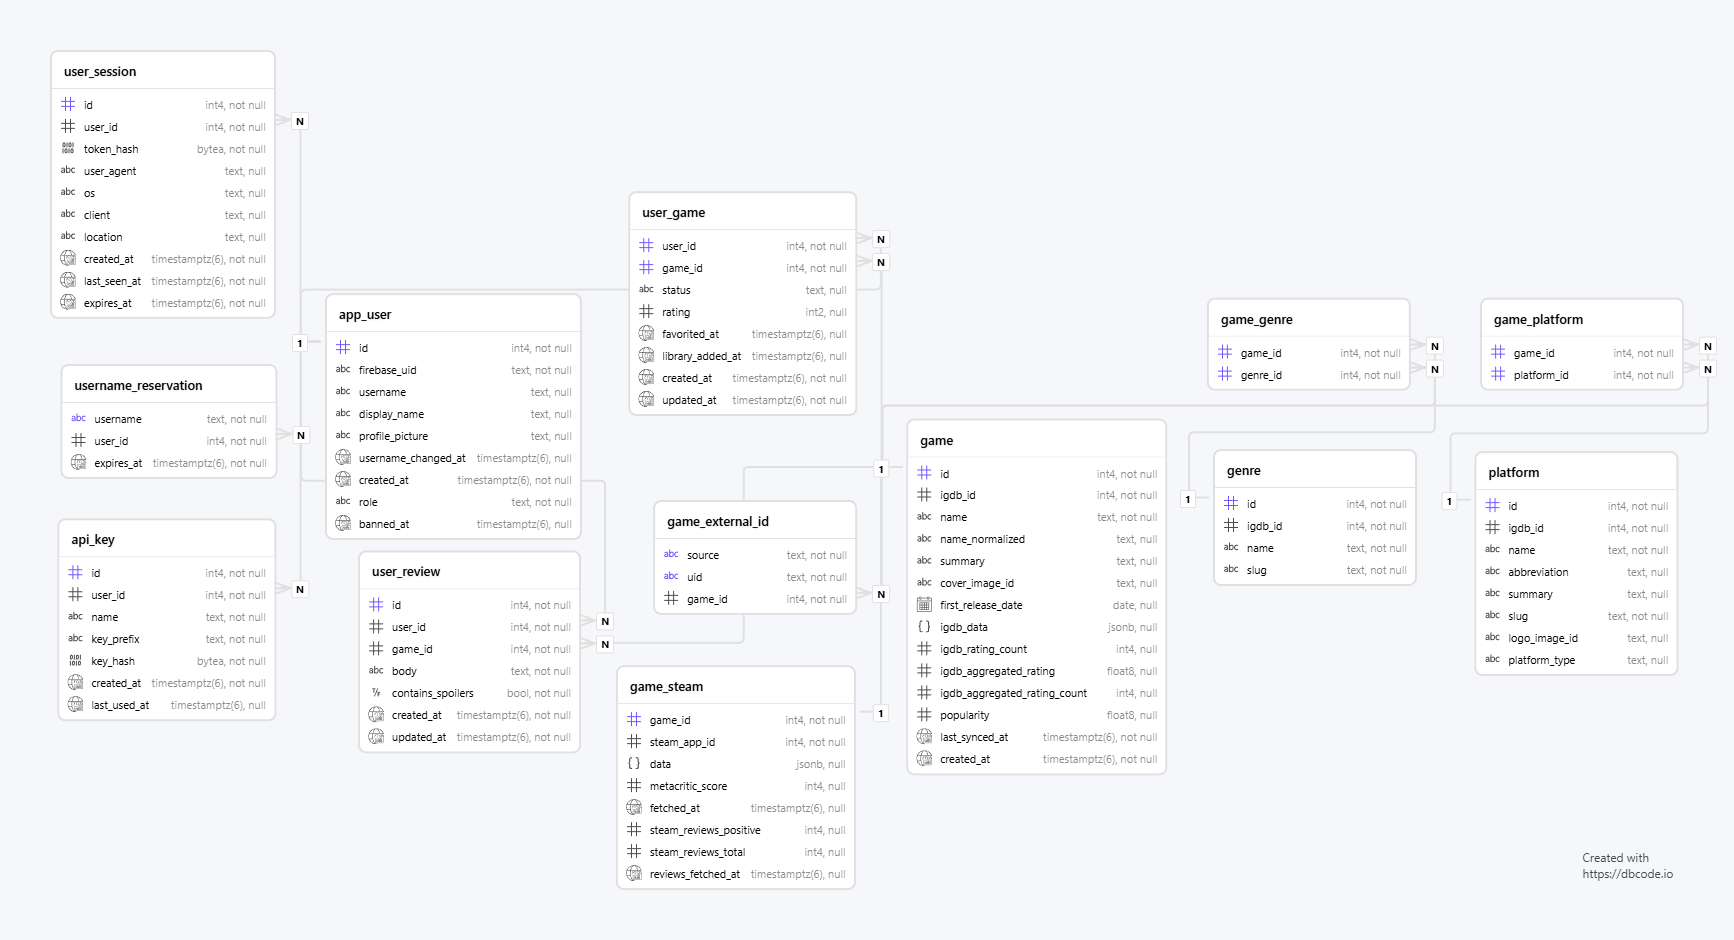 user_session
id int4, not null
user_id int4, not null
token_hash bytea, not null
user_agent text, null
os text, null
client text, null
location text, null
created_at timestamptz(6), not null
last_seen_at timestamptz(6), not null
expires_at timestamptz(6), not null
N
1
username_reservation
username text, not null
user_id int4, not null
expires_at timestamptz(6), not null
N
api_key
id int4, not null
user_id int4, not null
name text, not null
key_prefix text, not null
key_hash bytea, not null
created_at timestamptz(6), not null
last_used_at timestamptz(6), null
N
app_user
id int4, not null
firebase_uid text, not null
username text, null
display_name text, null
profile_picture text, null
username_changed_at timestamptz(6), null
created_at timestamptz(6), not null
role text, not null
banned_at timestamptz(6), null
user_review
id int4, not null
user_id int4, not null
game_id int4, not null
body text, not null
contains_spoilers bool, not null
created_at timestamptz(6), not null
updated_at timestamptz(6), not null
N
N
user_game
user_id int4, not null
game_id int4, not null
status text, null
rating int2, null
favorited_at timestamptz(6), null
library_added_at timestamptz(6), null
created_at timestamptz(6), not null
updated_at timestamptz(6), not null
N
N
1
game_external_id
source text, not null
uid text, not null
game_id int4, not null
N
game_steam
game_id int4, not null
steam_app_id int4, not null
data jsonb, null
metacritic_score int4, null
fetched_at timestamptz(6), null
steam_reviews_positive int4, null
steam_reviews_total int4, null
reviews_fetched_at timestamptz(6), null
1
game
id int4, not null
igdb_id int4, not null
name text, not null
name_normalized text, null
summary text, null
cover_image_id text, null
first_release_date date, null
igdb_data jsonb, null
igdb_rating_count int4, null
igdb_aggregated_rating float8, null
igdb_aggregated_rating_count int4, null
popularity float8, null
last_synced_at timestamptz(6), not null
created_at timestamptz(6), not null
game_genre
game_id int4, not null
genre_id int4, not null
N
N
genre
id int4, not null
igdb_id int4, not null
name text, not null
slug text, not null
1
game_platform
game_id int4, not null
platform_id int4, not null
N
N
platform
id int4, not null
igdb_id int4, not null
name text, not null
abbreviation text, null
summary text, null
slug text, not null
logo_image_id text, null
platform_type text, null
1
Created with
https://dbcode.io